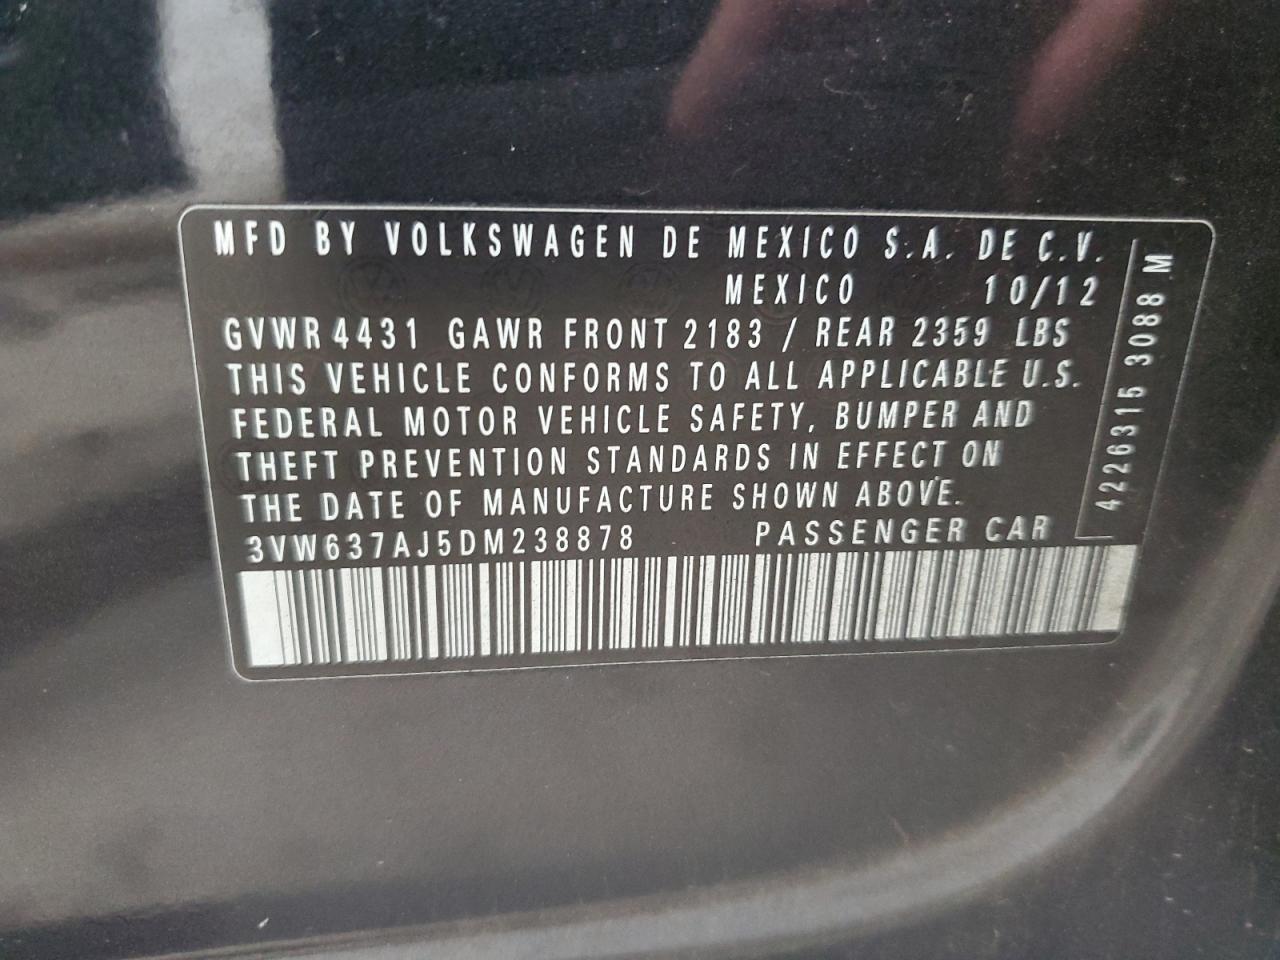 MFD BY VOLKSWAGEN DE MEXICO S.A. DE C.V.
MEXICO 10/12
GVWR 4431 GAWR FRONT 2183 / REAR 2359 LBS
THIS VEHICLE CONFORMS TO ALL APPLICABLE U.S.
FEDERAL MOTOR VEHICLE SAFETY, BUMPER AND
THEFT PREVENTION STANDARDS IN EFFECT ON
THE DATE OF MANUFACTURE SHOWN ABOVE.
3VW637AJ5DM238878 PASSENGER CAR
4226315 3088 M